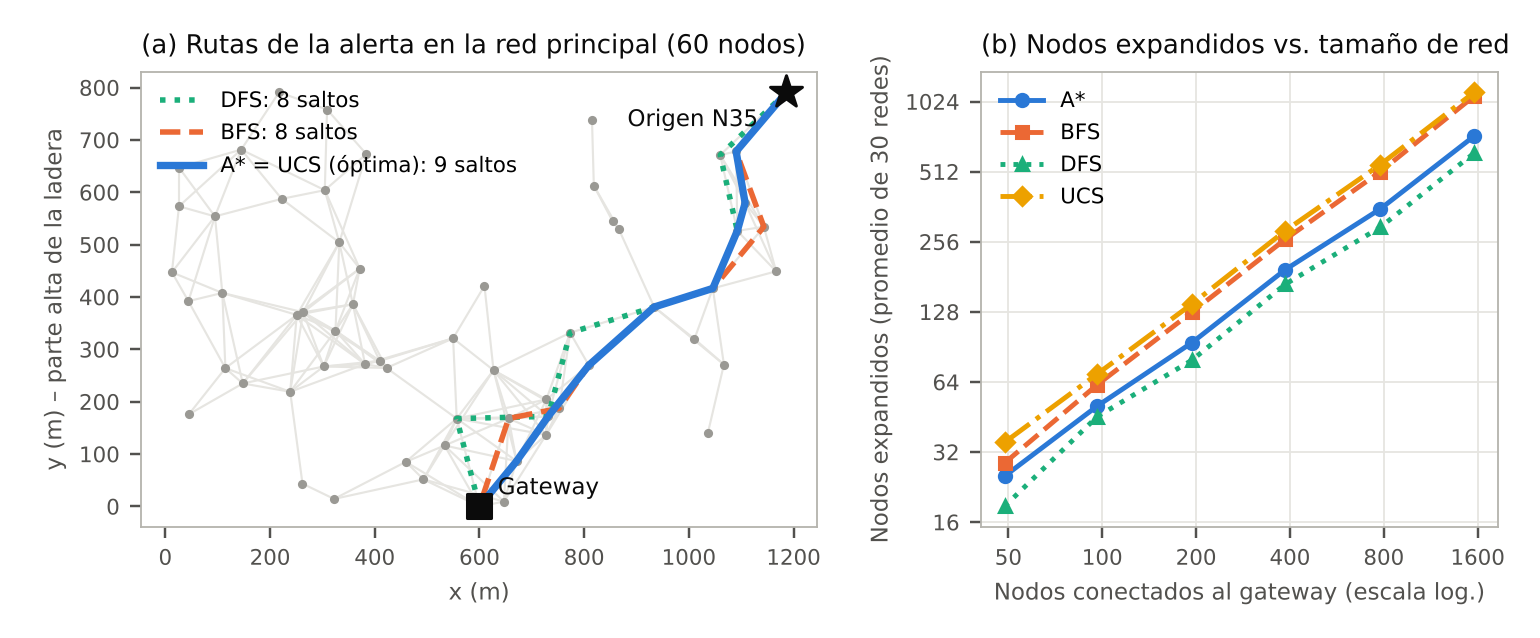 (a) Rutas de la alerta en la red principal (60 nodos)
800
700
600
500
400
300
200
100
0
y (m) – parte alta de la ladera
DFS: 8 saltos
BFS: 8 saltos
A* = UCS (óptima): 9 saltos
Origen N35
Gateway
0
200
400
600
800
1000
1200
x (m)
(b) Nodos expandidos vs. tamaño de red
Nodos expandidos (promedio de 30 redes)
1024
512
256
128
64
32
16
A*
BFS
DFS
UCS
50
100
200
400
800
1600
Nodos conectados al gateway (escala log.)